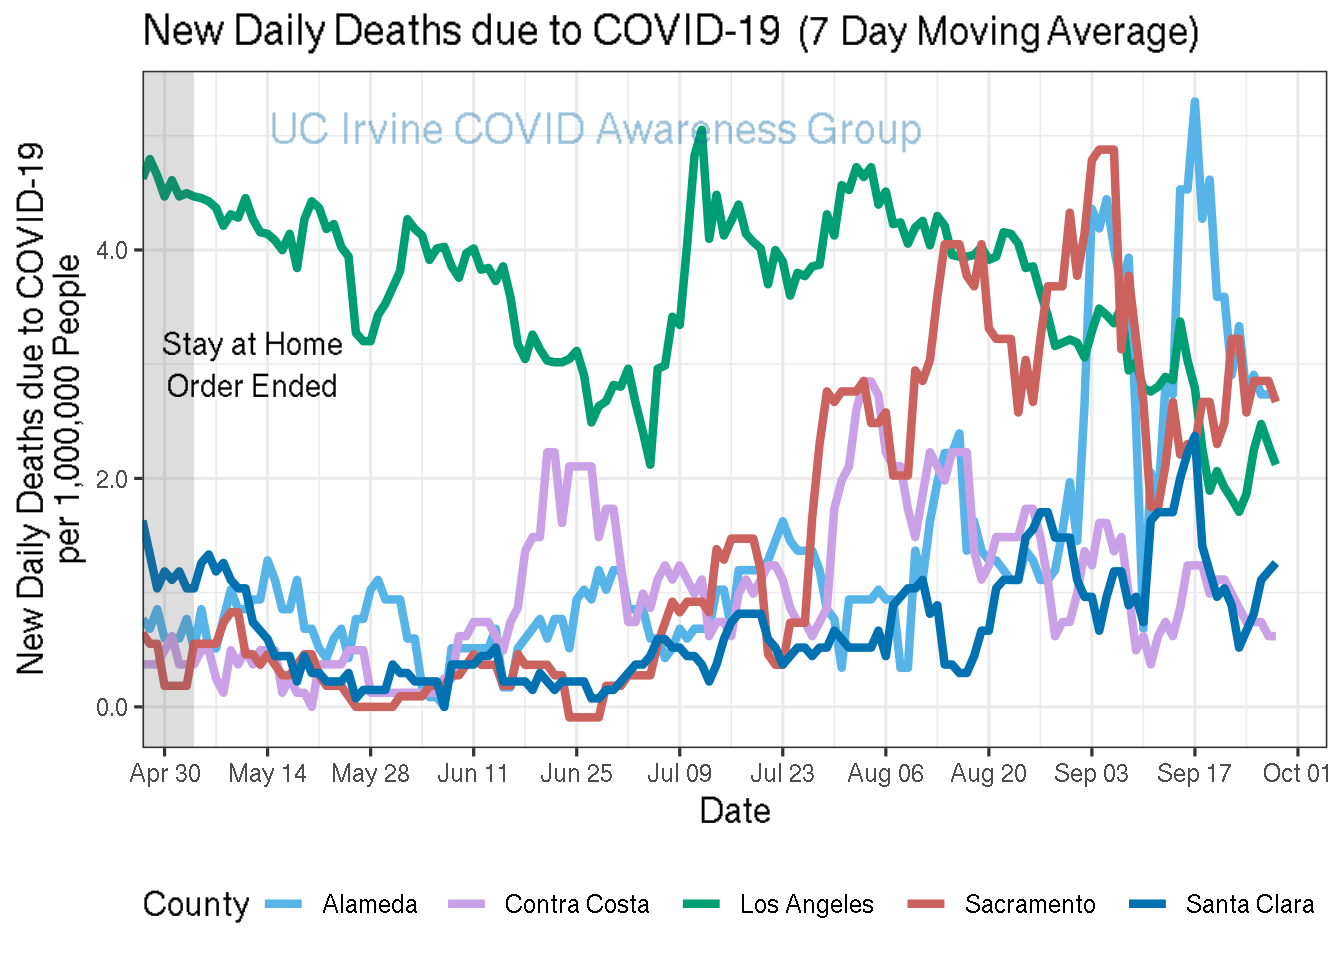 New Daily Deaths due to COVID-19 (7 Day Moving Average)
UC Irvine COVID Awareness Group
New Daily Deaths due to COVID-19
per 1,000,000 People
4.0
2.0
0.0
Stay at Home
Order Ended
Apr 30 May 14 May 28 Jun 11 Jun 25 Jul 09 Jul 23 Aug 06 Aug 20 Sep 03 Sep 17 Oct 01
Date
County Alameda Contra Costa Los Angeles Sacramento Santa Clara